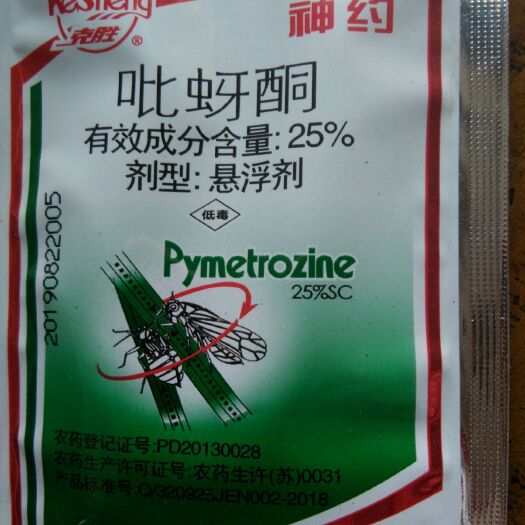 KeSheng
克胜
®
神约
吡蚜酮
有效成分含量: 25%
剂型: 悬浮剂
低毒
Pymetrozine
25%SC
20190822005
农药登记证号:PD20130028
农药生产许可证号:农药生许(苏)0031
产品标准号:Q/320925JEN002-2018